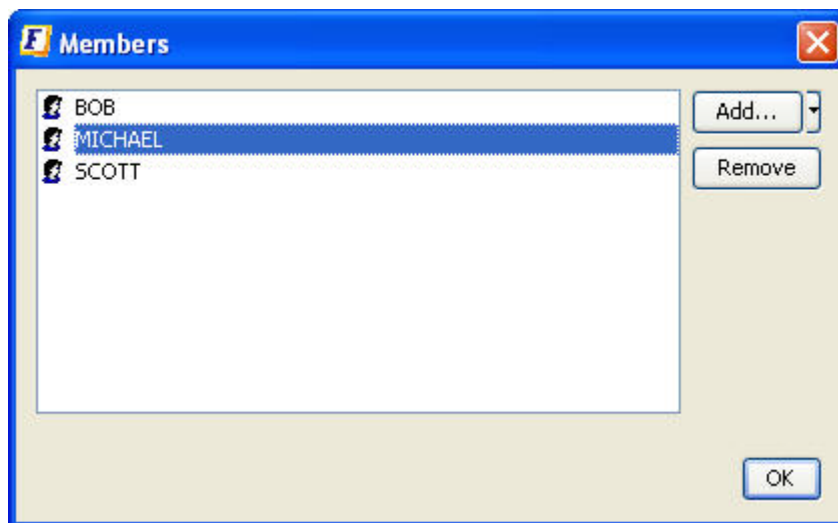 F Members
BOB
MICHAEL
SCOTT
Add...
Remove
OK